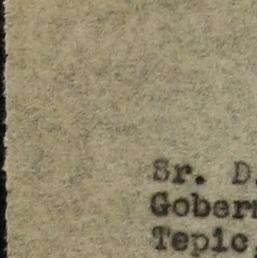 Sr. D.
Gobern
Tepic,